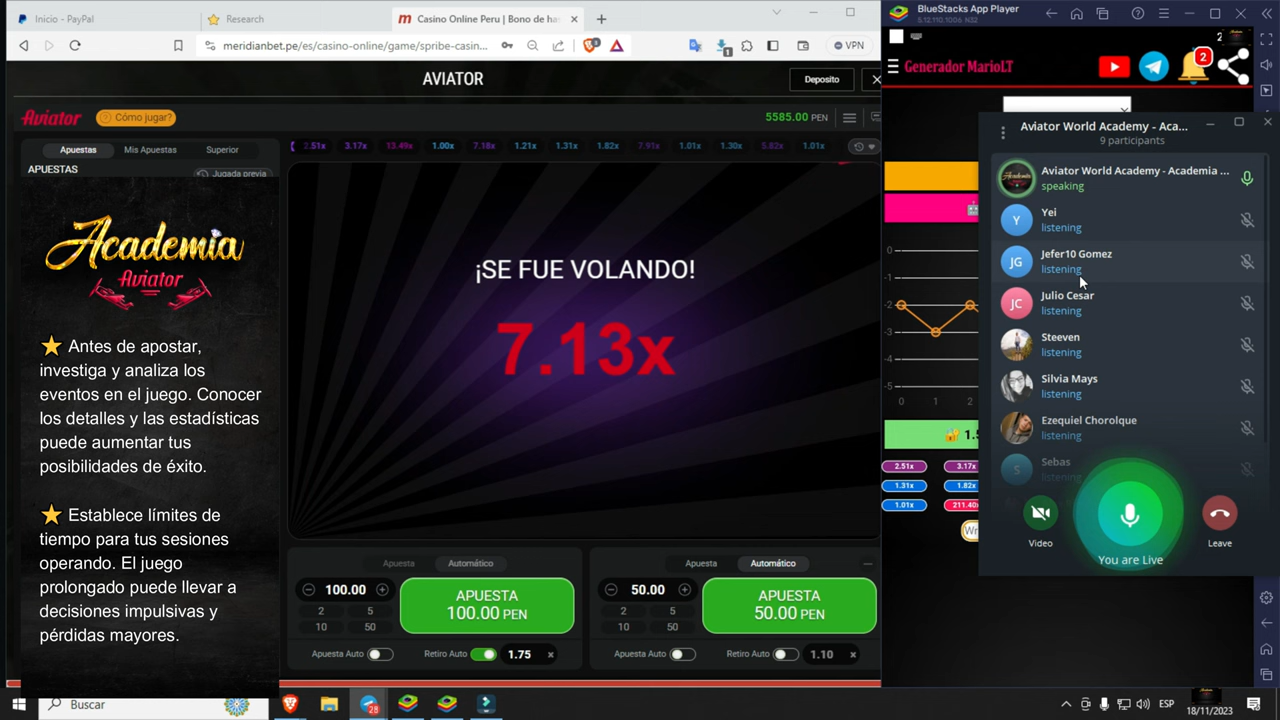 Inicio - PayPal
Research
Casino Online Peru | Bono de
meridianbet.pe/es/casino-online/game/spribe-casin...
VPN
AVIATOR
Deposito
Aviator
¿Cómo jugar?
5585.00 PEN
Apuestas
Mis Apuestas
Superior
APUESTAS
Jugada previa
2.51x 3.17x 13.49x 1.00x 7.18x 1.21x 1.31x 1.82x 7.91x 1.01x 1.30x 5.82x 1.01x
Academia
Aviator
Antes de apostar,
investiga y analiza los
eventos en el juego. Conocer
los detalles y las estadísticas
puede aumentar tus
posibilidades de éxito.
Establece límites de
tiempo para tus sesiones
operando. El juego
prolongado puede llevar a
decisiones impulsivas y
pérdidas mayores.
¡SE FUE VOLANDO!
7.13x
Apuesta
Automático
100.00
2 5
10 50
APUESTA
100.00 PEN
Apuesta Auto
Retiro Auto
1.75
Apuesta
Automático
50.00
2 5
10 50
APUESTA
50.00 PEN
Apuesta Auto
Retiro Auto
1.10
BlueStacks App Player
5.12.110.1006 N32
Generador MarioLT
2
0
-1
-2
-3
-4
-5
0 1 2
2.51x 3.17x
1.31x 1.82x
1.01x 211.40x
Aviator World Academy - Aca...
9 participants
Aviator World Academy - Academia ...
speaking
Y
Yei
listening
JG
Jefer10 Gomez
listening
JC
Julio Cesar
listening
Steeven
listening
Silvia Mays
listening
Ezequiel Chorolque
listening
S
Sebas
listening
Video
You are Live
Leave
Buscar
28
ESP
18/11/2023